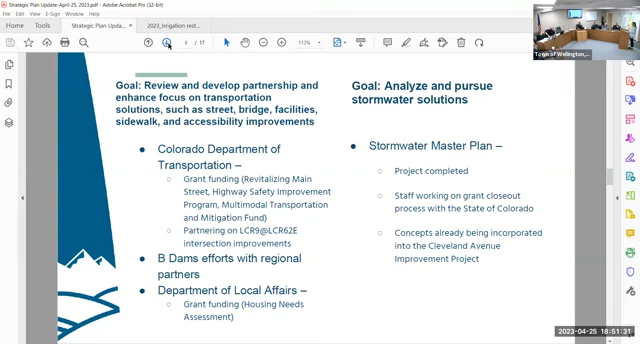 Strategic Plan Update-April 25, 2023.pdf - Adobe Acrobat Pro (32-bit)
File Edit View E-Sign Window Help
Home
Tools
Strategic Plan Upda...
×
2023_Irrigation rest...
8 / 17
113%
Town of Wellington,
Goal: Review and develop partnership and
enhance focus on transportation
solutions, such as street, bridge, facilities,
sidewalk, and accessibility improvements
● Colorado Department of
Transportation –
○ Grant funding (Revitalizing Main
Street, Highway Safety Improvement
Program, Multimodal Transportation
and Mitigation Fund)
○ Partnering on LCR9@LCR62E
intersection improvements
● B Dams efforts with regional
partners
● Department of Local Affairs –
○ Grant funding (Housing Needs
Assessment)
Goal: Analyze and pursue
stormwater solutions
● Stormwater Master Plan –
○ Project completed
○ Staff working on grant closeout
process with the State of Colorado
○ Concepts already being incorporated
into the Cleveland Avenue
Improvement Project
2023-04-25 18:51:31